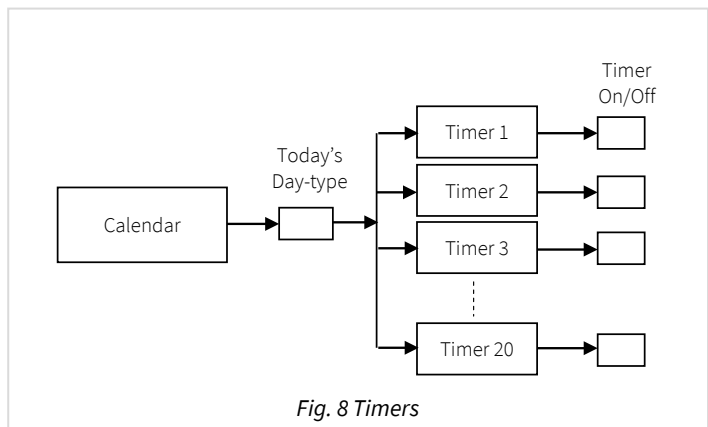 Timer
On/Off
Timer 1
Today’s
Day-type
Timer 2
Calendar
Timer 3
Timer 20
Fig. 8 Timers